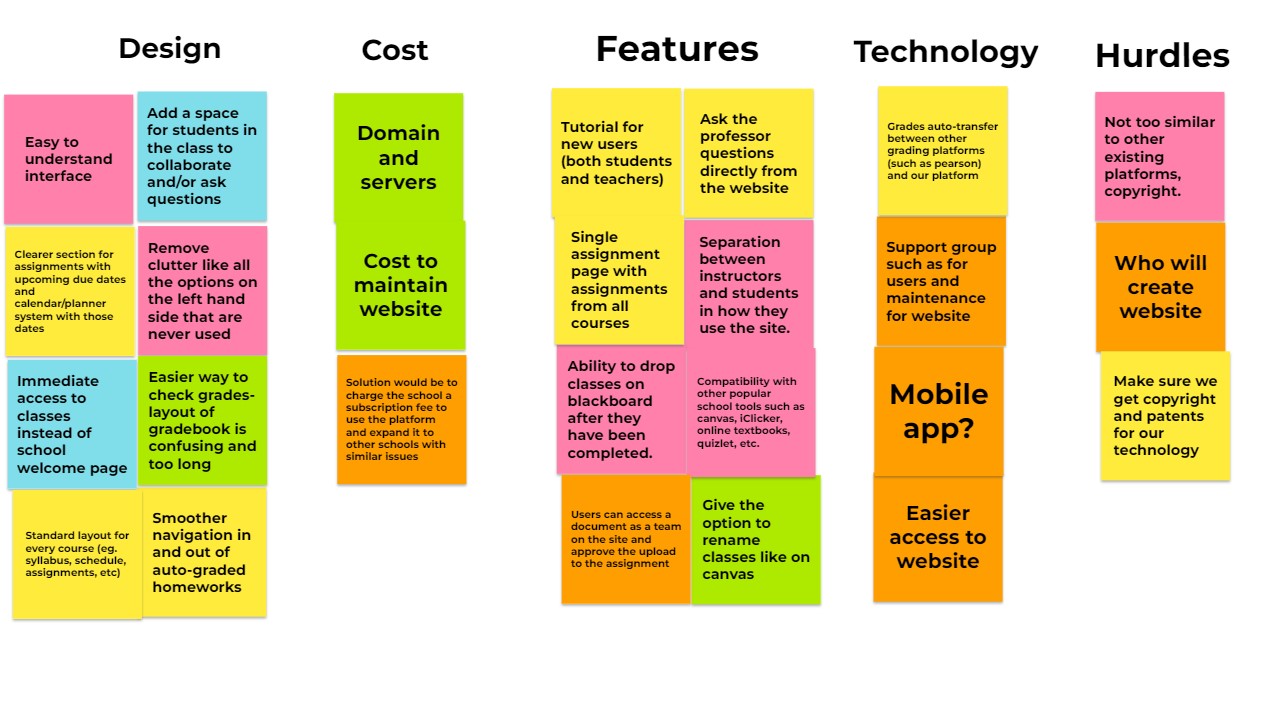 Design
Easy to
understand
interface
Add a space
for students in
the class to
collaborate
and/or ask
questions
Clearer section for
assignments with
upcoming due dates
and
calendar/planner
system with those
dates
Remove
clutter like all
the options on
the left hand
side that are
never used
Immediate
access to
classes
instead of
school
welcome page
Easier way to
check grades-
layout of
gradebook is
confusing and
too long
Standard layout for
every course (eg.
syllabus, schedule,
assignments, etc)
Smoother
navigation in
and out of
auto-graded
homeworks
Cost
Domain
and
servers
Cost to
maintain
website
Solution would be to
charge the school a
subscription fee to
use the platform
and expand it to
other schools with
similar issues
Features
Tutorial for
new users
(both students
and teachers)
Ask the
professor
questions
directly from
the website
Single
assignment
page with
assignments
from all
courses
Separation
between
instructors
and students
in how they
use the site.
Ability to drop
classes on
blackboard
after they
have been
completed.
Compatibility with
other popular
school tools such as
canvas, iClicker,
online textbooks,
quizlet, etc.
Users can access a
document as a team
on the site and
approve the upload
to the assignment
Give the
option to
rename
classes like on
canvas
Technology
Grades auto-transfer
between other
grading platforms
(such as pearson)
and our platform
Support group
such as for
users and
maintenance
for website
Mobile
app?
Easier
access to
website
Hurdles
Not too similar
to other
existing
platforms,
copyright.
Who will
create
website
Make sure we
get copyright
and patents
for our
technology